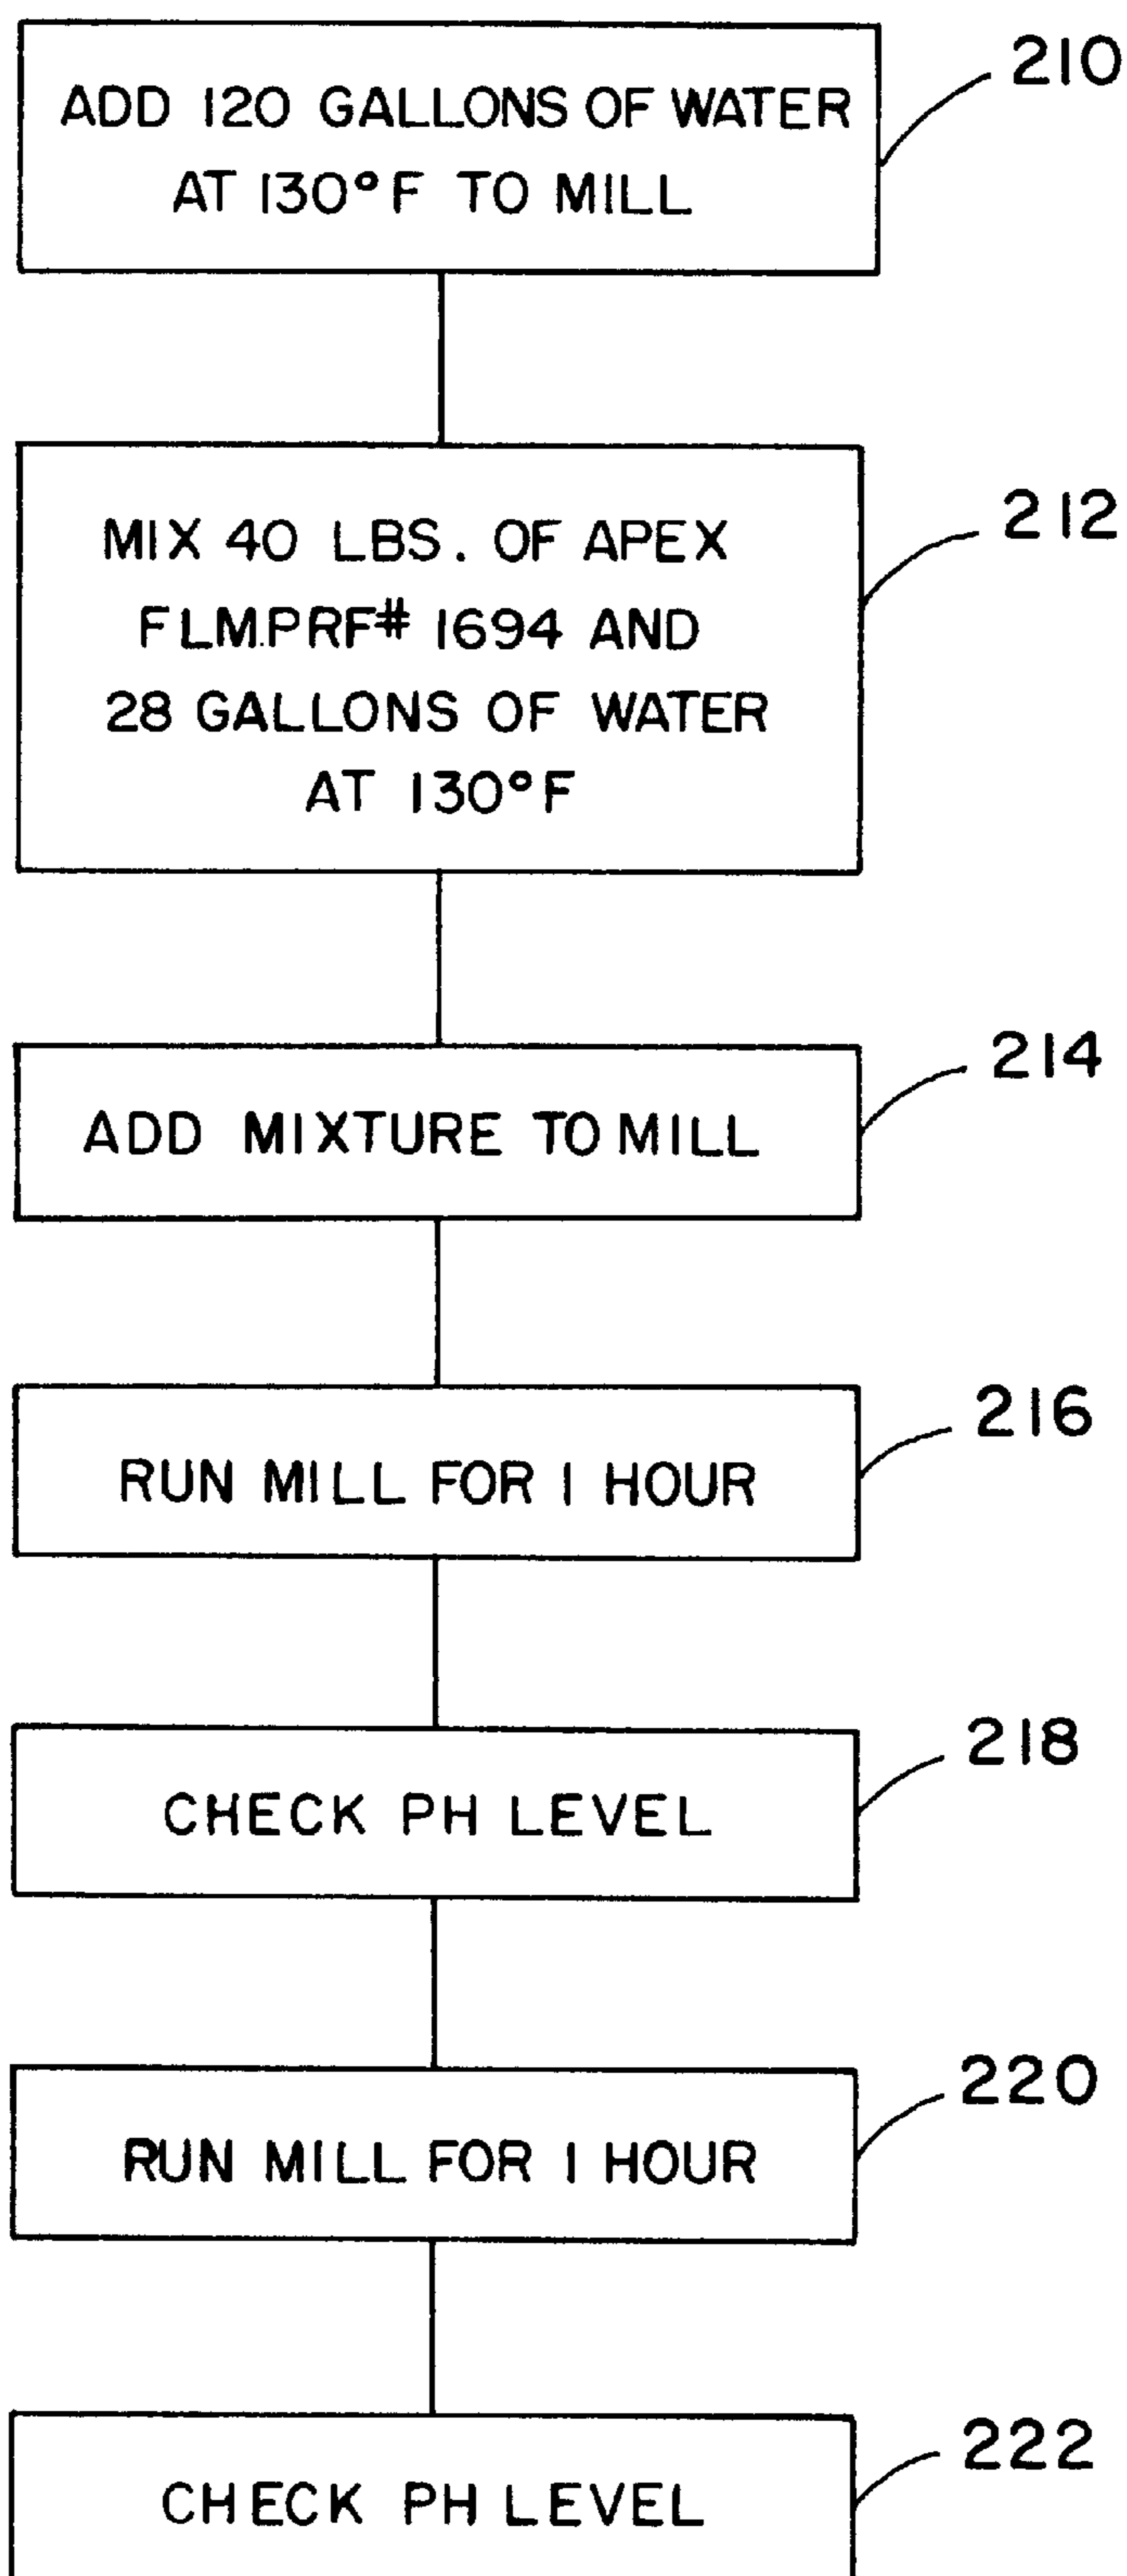 210
ADD 120 GALLONS OF WATER
AT 130°F TO MILL
212
MIX 40 LBS. OF APEX
FLM.PRF# 1694 AND
28 GALLONS OF WATER
AT 130°F
214
ADD MIXTURE TO MILL
216
RUN MILL FOR 1 HOUR
218
CHECK PH LEVEL
220
RUN MILL FOR 1 HOUR
222
CHECK PH LEVEL